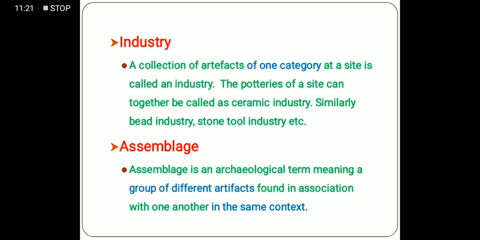 11:21 STOP
Industry
A collection of artefacts of one category at a site is
called an industry. The potteries of a site can
together be called as ceramic industry. Similarly
bead industry, stone tool industry etc.
Assemblage
Assemblage is an archaeological term meaning a
group of different artifacts found in association
with one another in the same context.